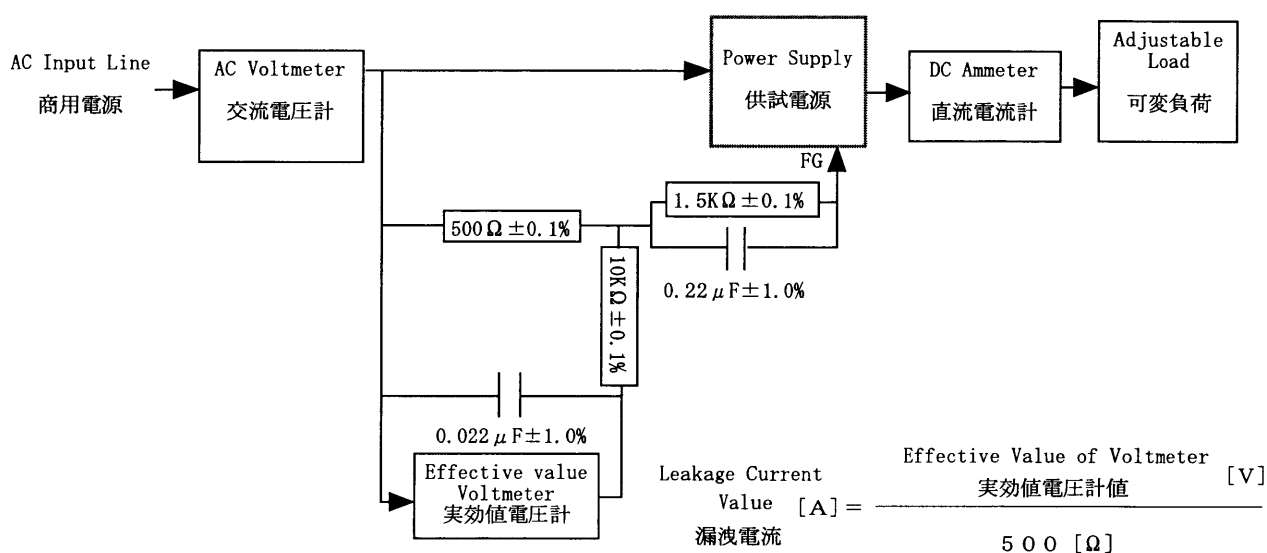 AC Input Line
商用電源
AC Voltmeter
交流電圧計
Power Supply
供試電源
DC Ammeter
直流電流計
Adjustable
Load
可変負荷
FG
500Ω±0.1%
1.5KΩ±0.1%
0.22μF±1.0%
10KΩ±0.1%
0.022μF±1.0%
Effective value
Voltmeter
実効値電圧計
Leakage Current
Value [A]=
漏洩電流
Effective Value of Voltmeter [V]
実効値電圧計値
500 [Ω]